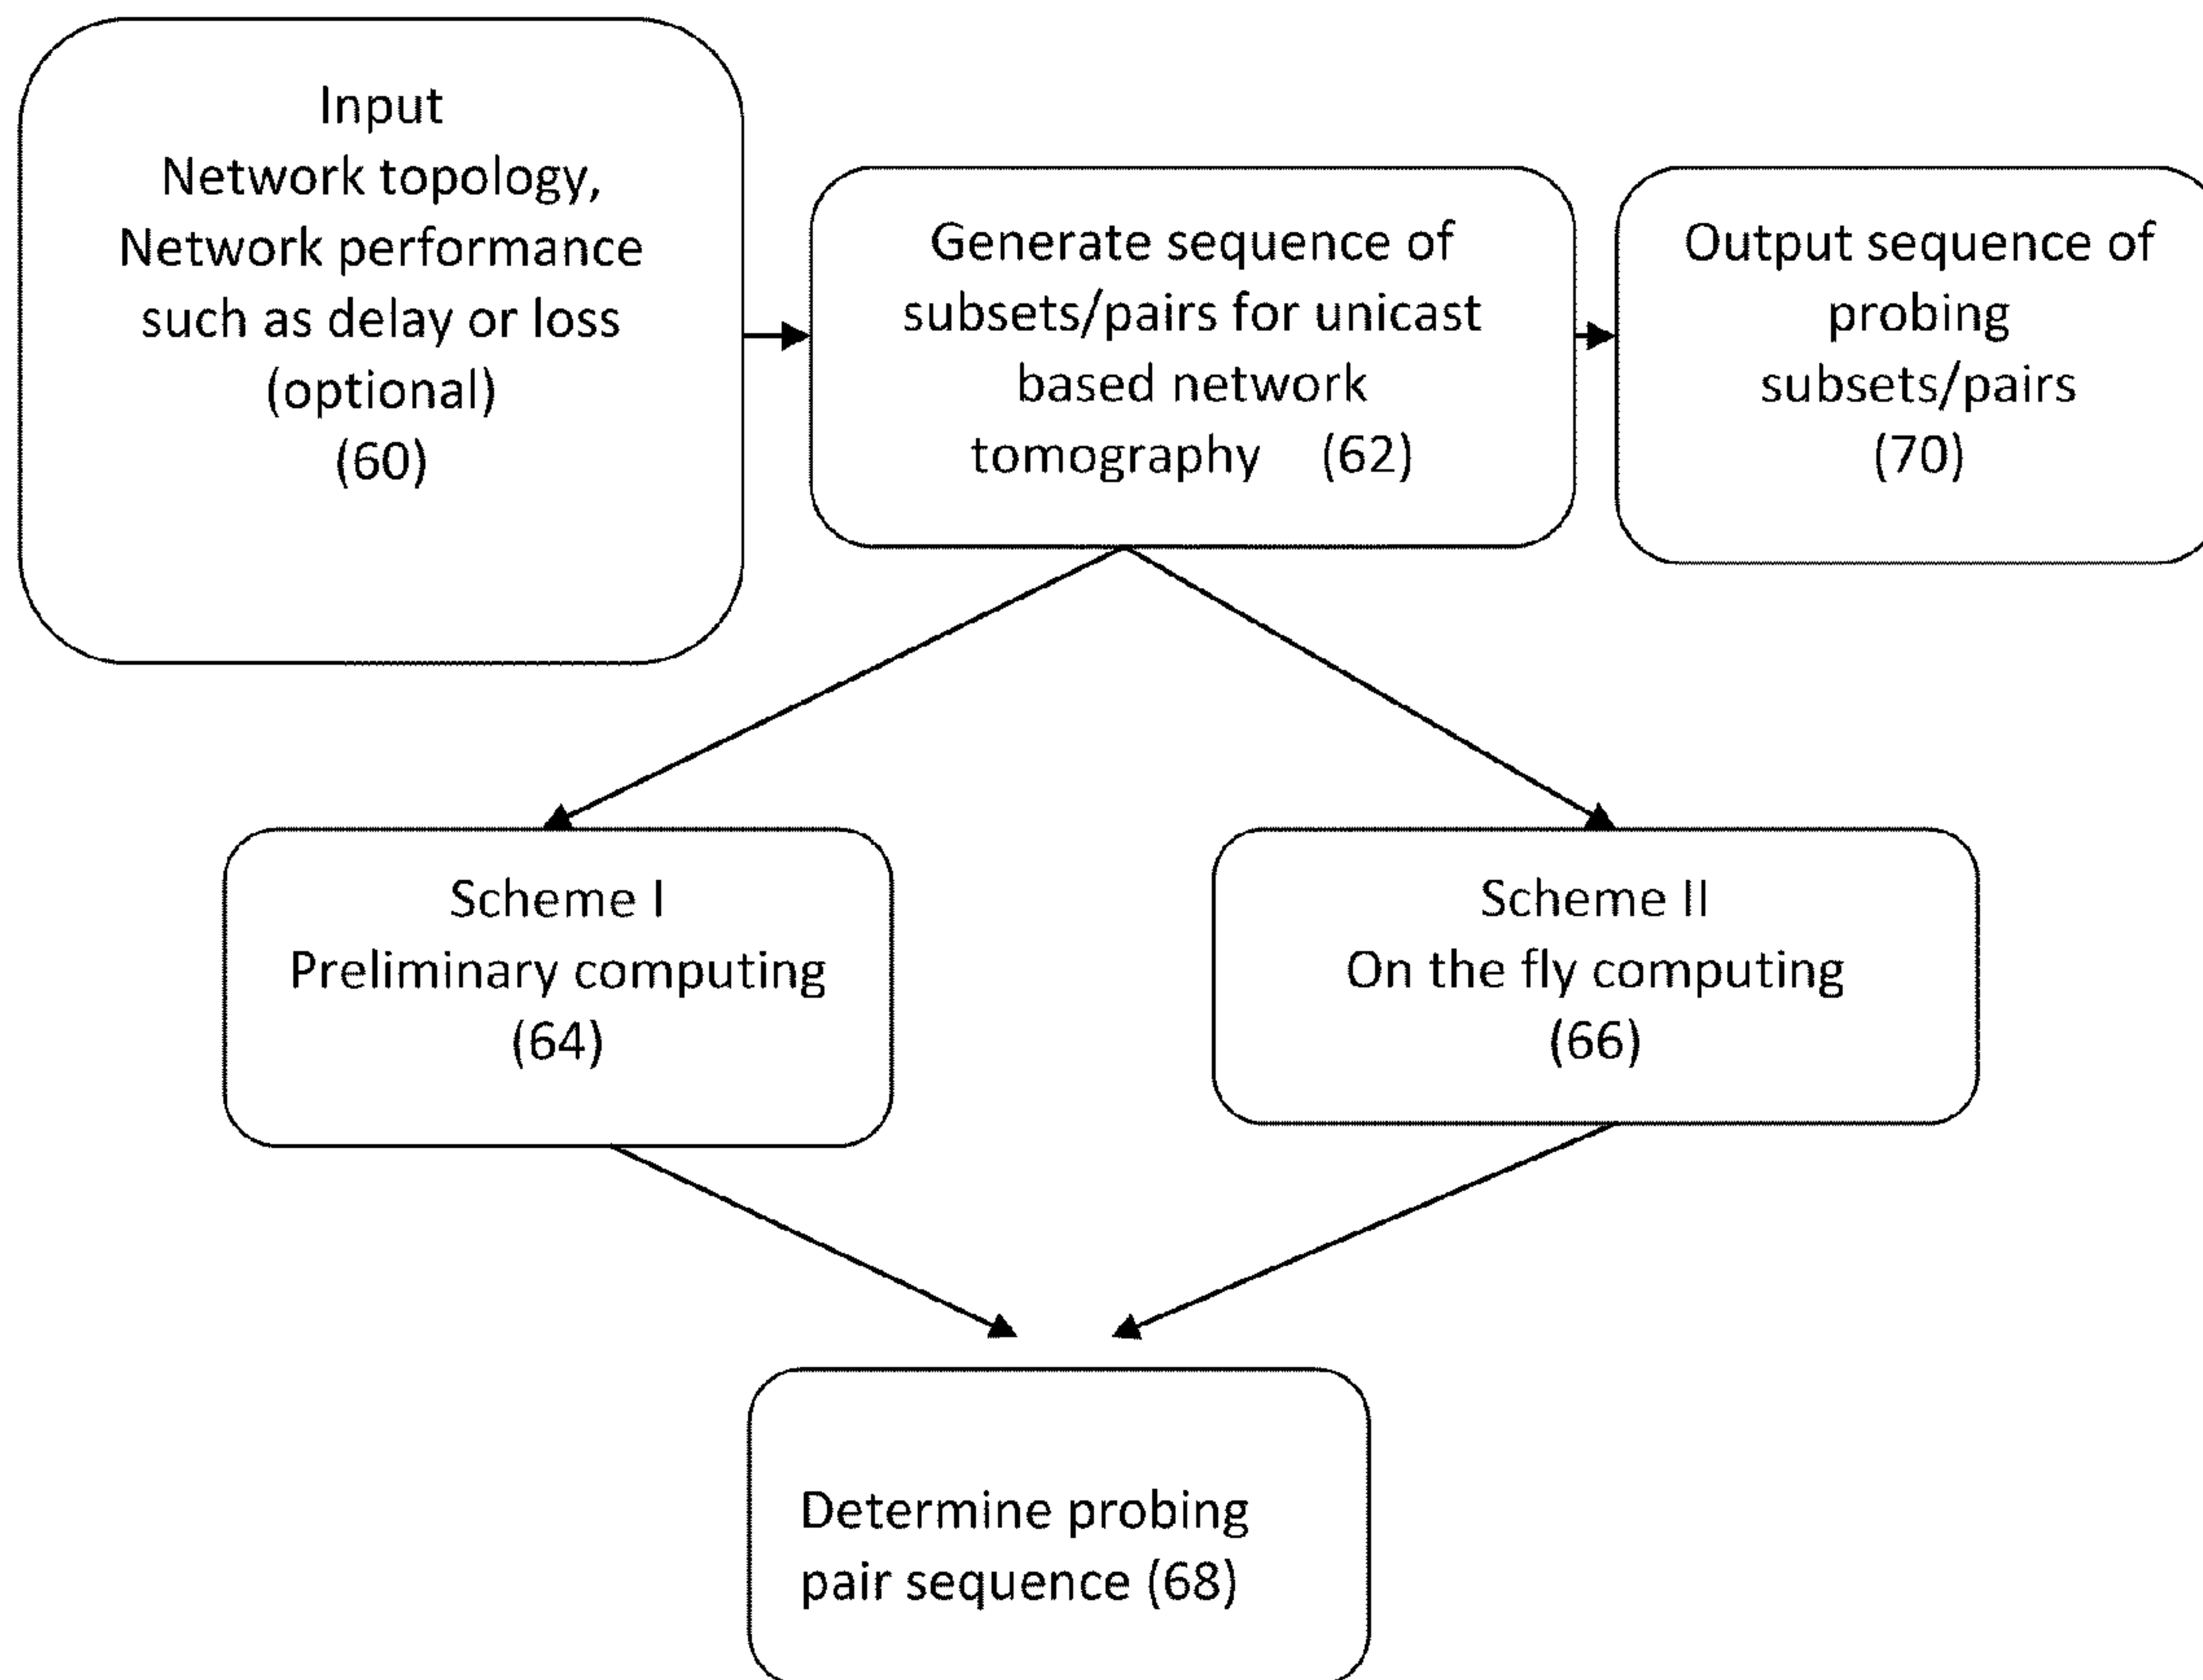 Input
Network topology,
Network performance
such as delay or loss
(optional)
(60)
Generate sequence of
subsets/pairs for unicast
based network
tomography (62)
Output sequence of
probing
subsets/pairs
(70)
Scheme I
Preliminary computing
(64)
Scheme II
On the fly computing
(66)
Determine probing
pair sequence (68)